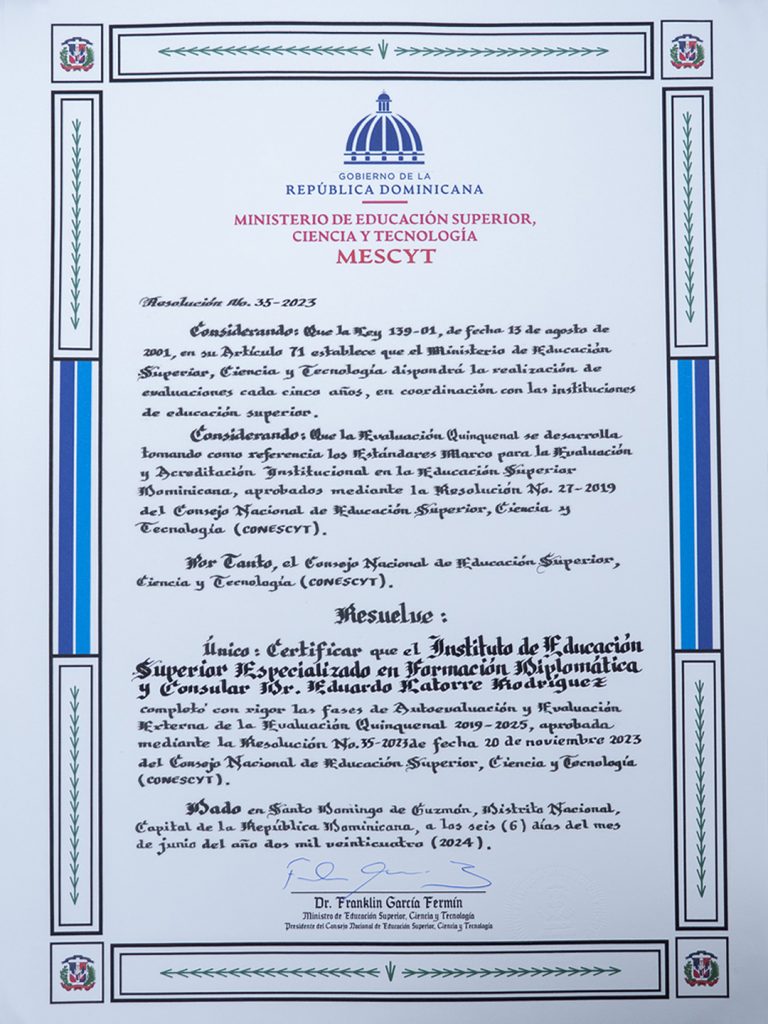 GOBIERNO DE LA
REPÚBLICA DOMINICANA
MINISTERIO DE EDUCACIÓN SUPERIOR,
CIENCIA Y TECNOLOGÍA
MESCYT
Resolución No. 35-2023
Considerando: Que la Ley 139-01, de fecha 13 de agosto de
2001, en su Artículo 71 establece que el Ministerio de Educación
Superior, Ciencia y Tecnología dispondrá la realización de
evaluaciones cada cinco años, en coordinación con las instituciones
de educación superior.
Considerando: Que la Evaluación Quinquenal se desarrolla
tomando como referencia los Estándares Marco para la Evaluación
y Acreditación Institucional en la Educación Superior
Dominicana, aprobados mediante la Resolución No. 27-2019
del Consejo Nacional de Educación Superior, Ciencia y
Tecnología (CONESCYT).
Por Tanto, el Consejo Nacional de Educación Superior,
Ciencia y Tecnología (CONESCYT).
Resuelve:
Único: Certificar que el Instituto de Educación
Superior Especializado en Formación Diplomática
y Consular Dr. Eduardo Latorre Rodríguez
completó con rigor las fases de Autoevaluación y Evaluación
Externa de la Evaluación Quinquenal 2019-2025, aprobada
mediante la Resolución No. 35-2023 de fecha 20 de noviembre 2023
del Consejo Nacional de Educación Superior, Ciencia y Tecnología
(CONESCYT).
Dado en Santo Domingo de Guzmán, Distrito Nacional,
Capital de la República Dominicana, a los seis (6) días del mes
de junio del año dos mil veinticuatro (2024).
Dr. Franklin García Fermín
Ministro de Educación Superior, Ciencia y Tecnología
Presidente del Consejo Nacional de Educación Superior, Ciencia y Tecnología